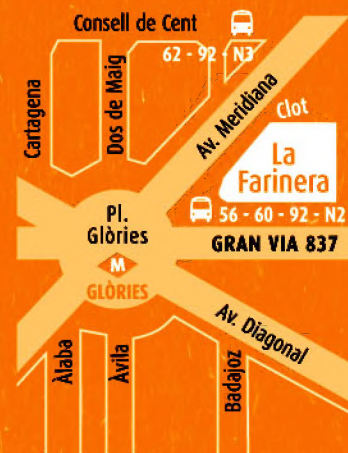 Consell de Cent
62 - 92 - N3
Cartagena
Dos de Maig
Av. Meridiana
Clot
La
Farinera
56 - 60 - 92 - N2
Pl.
Glòries
GRAN VIA 837
M
GLÒRIES
Av. Diagonal
Àlaba
Àvila
Badajoz